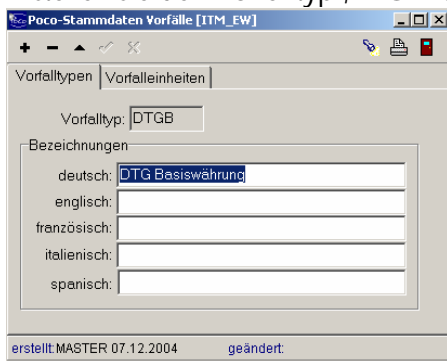 Poco-Stammdaten Vorfälle [ITM_EW]
Vorfalltypen Vorfalleinheiten
Vorfalltyp: DTGB
Bezeichnungen
deutsch: DTG Basiswährung
englisch:
französisch:
italienisch:
spanisch:
erstellt: MASTER 07.12.2004 geändert: